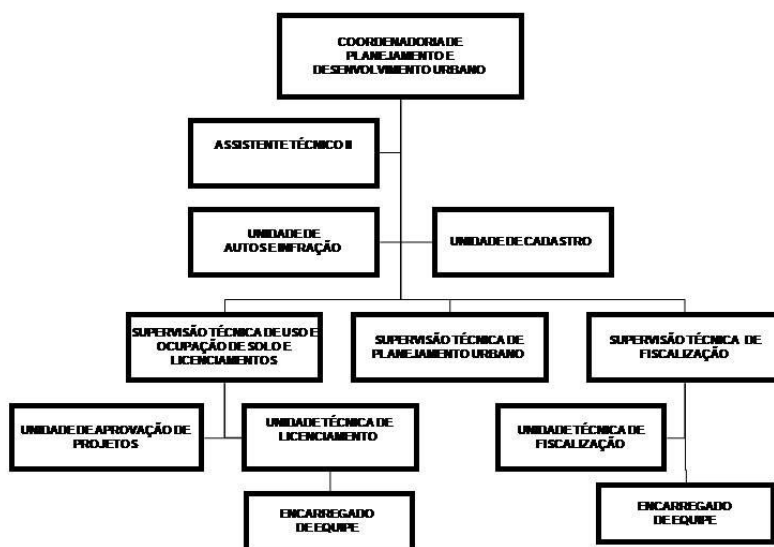 COORDENADORIA DE
PLANEJAMENTO E
DESENVOLVIMENTO URBANO
ASSISTENTE TÉCNICO II
UNIDADE DE
AUTOS E INFRAÇÃO
UNIDADE DE CADASTRO
SUPERVISÃO TÉCNICA DE USO E
OCUPAÇÃO DE SOLO E
LICENCIAMENTOS
SUPERVISÃO TÉCNICA DE
PLANEJAMENTO URBANO
SUPERVISÃO TÉCNICA DE
FISCALIZAÇÃO
UNIDADE DE APROVAÇÃO DE
PROJETOS
UNIDADE TÉCNICA DE
LICENCIAMENTO
UNIDADE TÉCNICA DE
FISCALIZAÇÃO
ENCARREGADO
DE EQUIPE
ENCARREGADO
DE EQUIPE